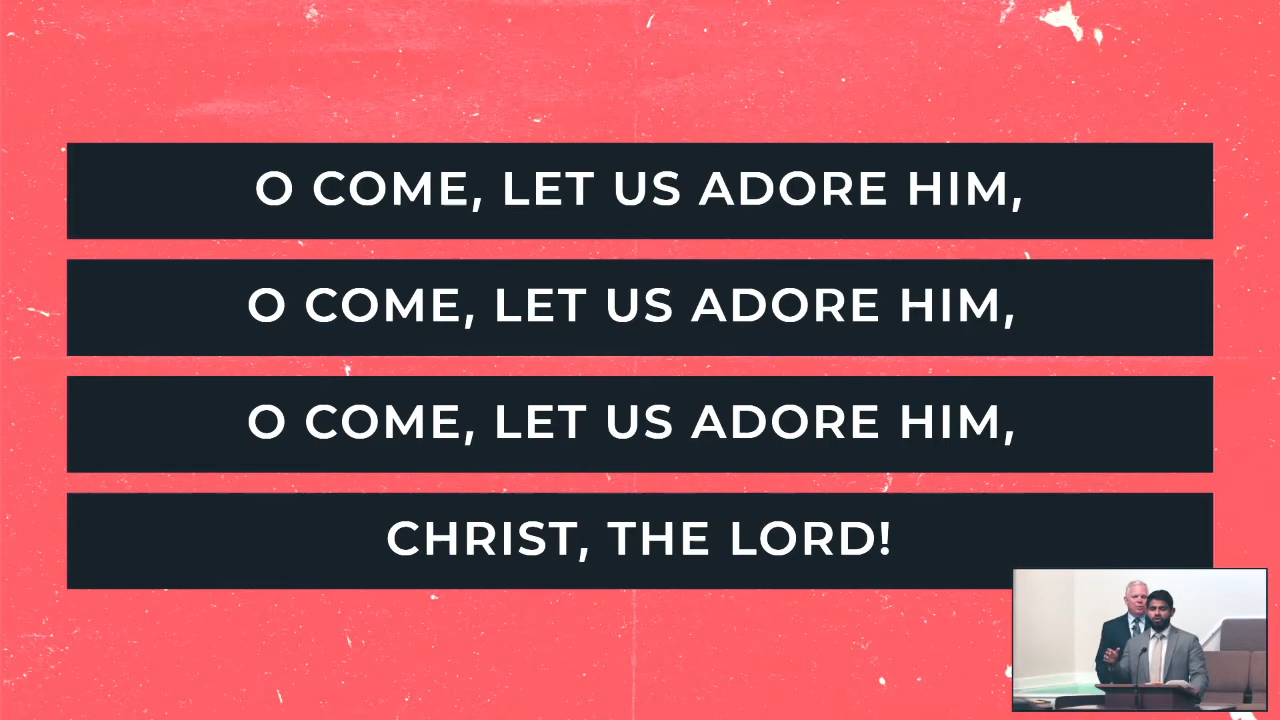 O COME, LET US ADORE HIM,
O COME, LET US ADORE HIM,
O COME, LET US ADORE HIM,
CHRIST, THE LORD!